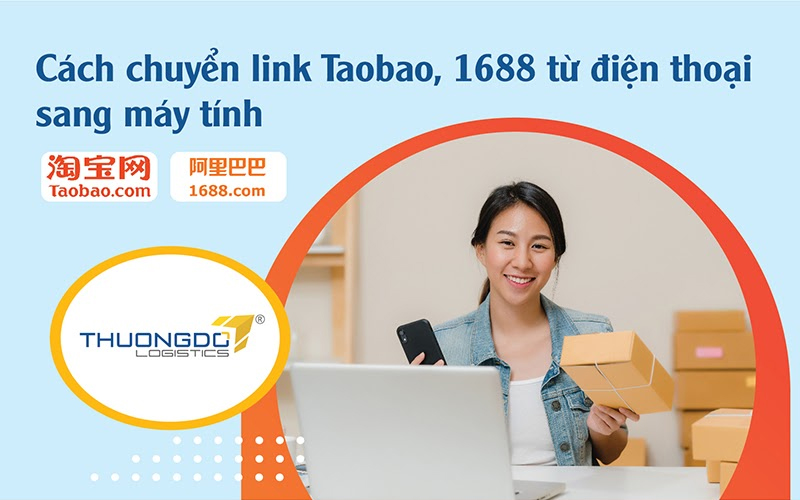 Cách chuyển link Taobao, 1688 từ điện thoại
sang máy tính
淘宝网
Taobao.com
阿里巴巴
1688.com
THUONGDO
LOGISTICS
®